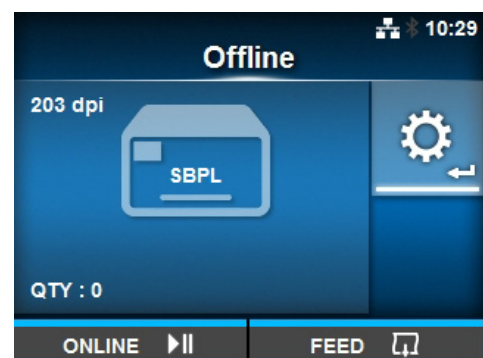 10:29
Offline
203 dpi
SBPL
QTY : 0
ONLINE
FEED